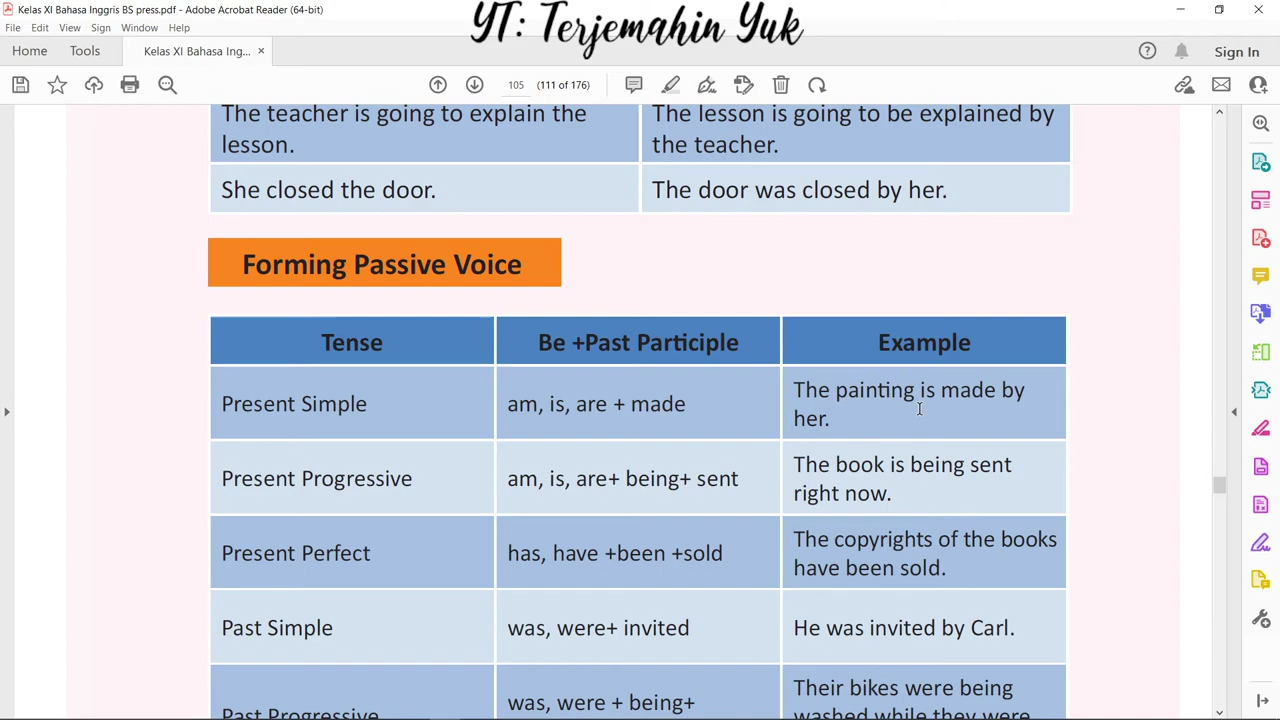 Kelas XI Bahasa Inggris BS press.pdf - Adobe Acrobat Reader (64-bit)
YT: Terjemahin Yuk
File Edit View Sign Window Help
Home Tools Kelas XI Bahasa Ing... × Sign In
105 (111 of 176)
The teacher is going to explain the
lesson.
The lesson is going to be explained by
the teacher.
She closed the door.
The door was closed by her.
Forming Passive Voice
Tense
Be +Past Participle
Example
Present Simple
am, is, are + made
The painting is made by
her.
Present Progressive
am, is, are+ being+ sent
The book is being sent
right now.
Present Perfect
has, have +been +sold
The copyrights of the books
have been sold.
Past Simple
was, were+ invited
He was invited by Carl.
Past Progressive
was, were + being+
Their bikes were being
washed while they were